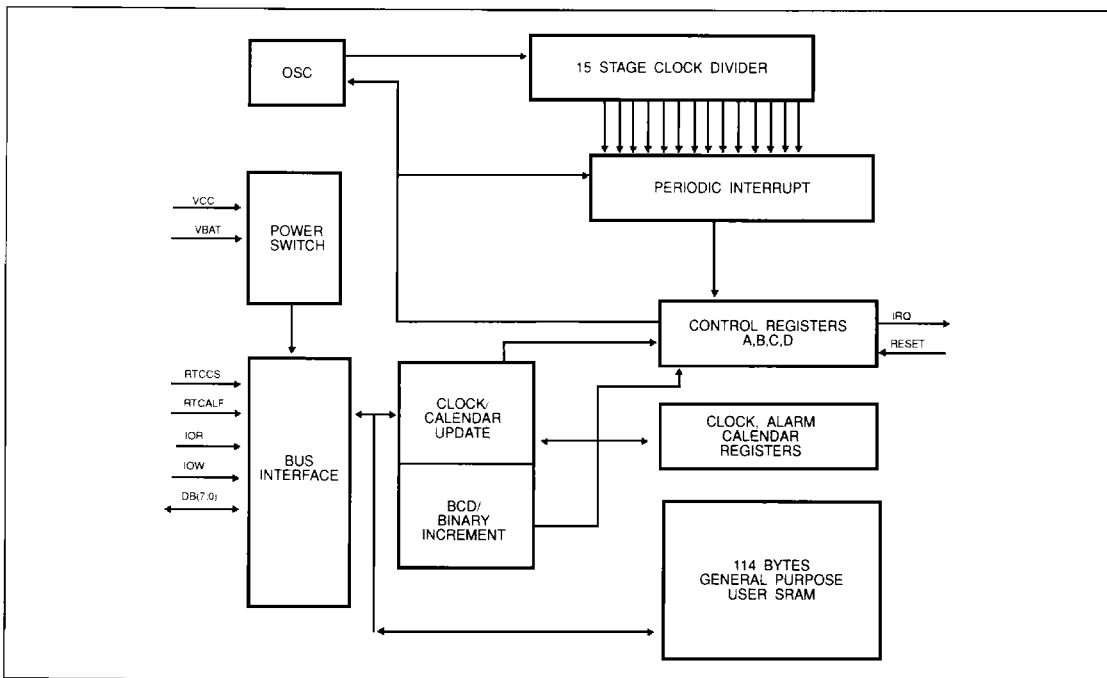 OSC
15 STAGE CLOCK DIVIDER
PERIODIC INTERRUPT
VCC
VBAT
POWER
SWITCH
CONTROL REGISTERS
A,B,C,D
IRQ
RESET
RTCCS
RTCALE
IOR
IOW
DB(7:0)
BUS
INTERFACE
CLOCK/
CALENDAR
UPDATE
BCD/
BINARY
INCREMENT
CLOCK, ALARM
CALENDAR
REGISTERS
114 BYTES
GENERAL PURPOSE
USER SRAM